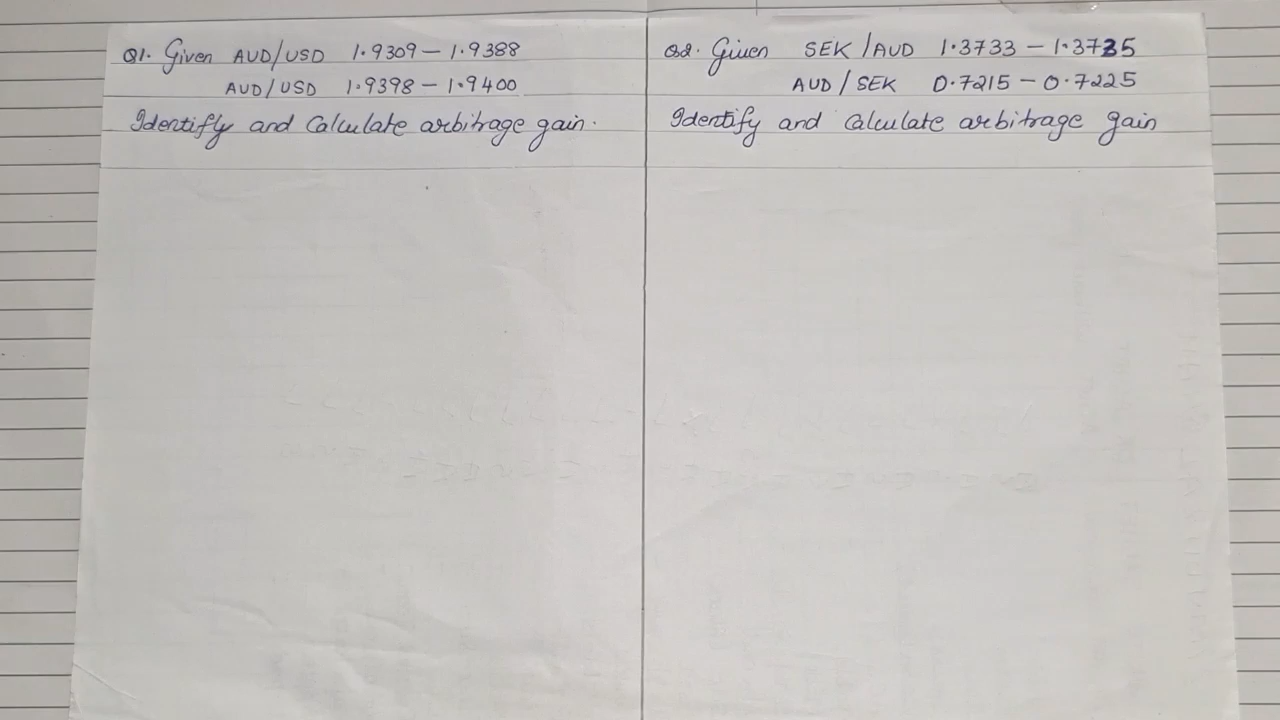 Q1. Given AUD/USD 1.9309 – 1.9388
AUD/USD 1.9398 – 1.9400
Identifly and Calculate arbitrage gain.
Q2. Given SEK/AUD 1.3733 – 1.3735
AUD/SEK 0.7215 – 0.7225
Identify and Calculate arbitrage gain